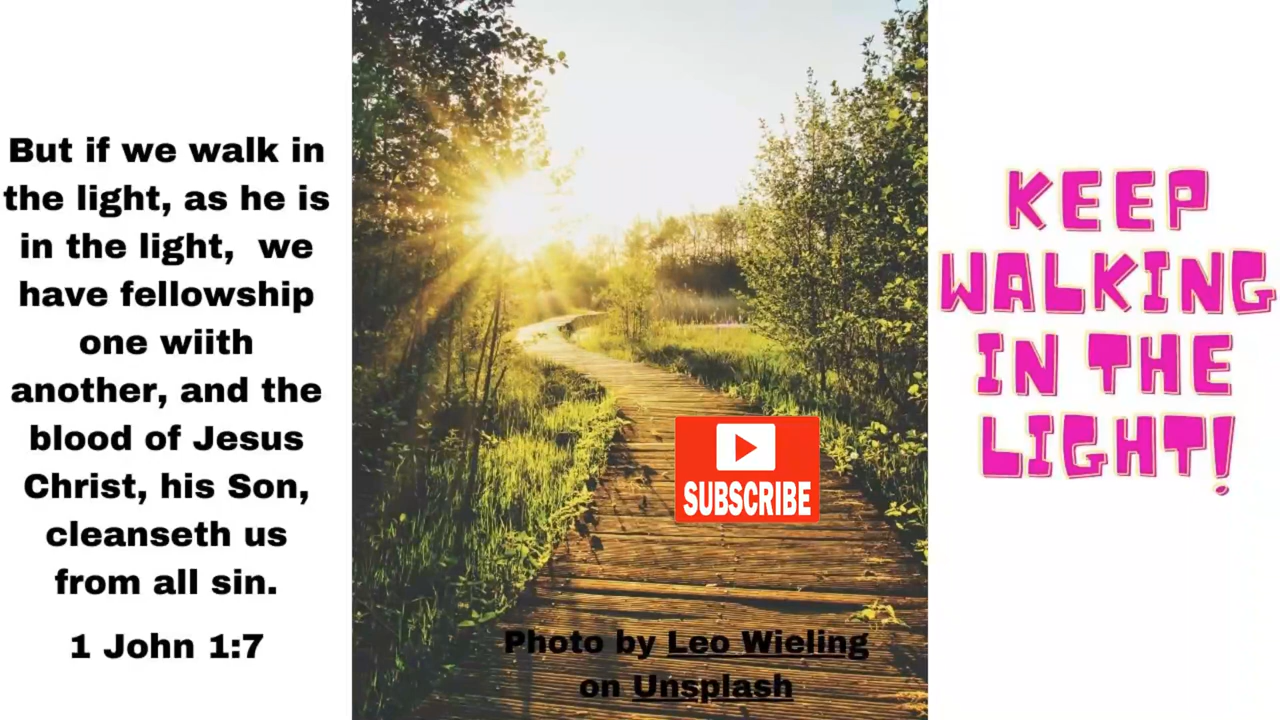 But if we walk in
the light, as he is
in the light,  we
have fellowship
one wiith
another, and the
blood of Jesus
Christ, his Son,
cleanseth us
from all sin.
1 John 1:7
SUBSCRIBE
Photo by Leo Wieling
on Unsplash
KEEP
WALKING
IN THE
LIGHT!